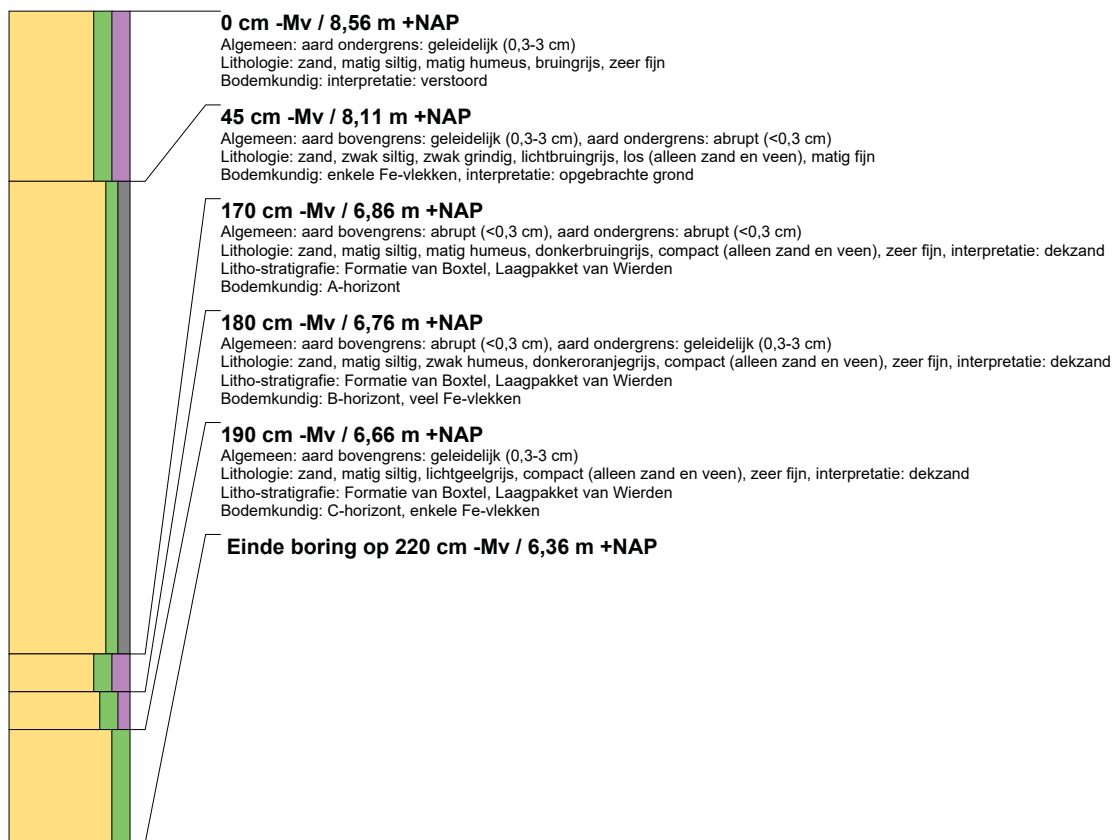 0 cm -Mv / 8,56 m +NAP
Algemeen: aard ondergrens: geleidelijk (0,3-3 cm)
Lithologie: zand, matig siltig, matig humeus, bruingrijs, zeer fijn
Bodemkundig: interpretatie: verstoord
45 cm -Mv / 8,11 m +NAP
Algemeen: aard bovengrens: geleidelijk (0,3-3 cm), aard ondergrens: abrupt (<0,3 cm)
Lithologie: zand, zwak siltig, zwak grindig, lichtbruingrijs, los (alleen zand en veen), matig fijn
Bodemkundig: enkele Fe-vlekken, interpretatie: opgebrachte grond
170 cm -Mv / 6,86 m +NAP
Algemeen: aard bovengrens: abrupt (<0,3 cm), aard ondergrens: abrupt (<0,3 cm)
Lithologie: zand, matig siltig, matig humeus, donkerbruingrijs, compact (alleen zand en veen), zeer fijn, interpretatie: dekzand
Litho-stratigrafie: Formatie van Boxtel, Laagpakket van Wierden
Bodemkundig: A-horizont
180 cm -Mv / 6,76 m +NAP
Algemeen: aard bovengrens: abrupt (<0,3 cm), aard ondergrens: geleidelijk (0,3-3 cm)
Lithologie: zand, matig siltig, zwak humeus, donkeroranjegrijs, compact (alleen zand en veen), zeer fijn, interpretatie: dekzand
Litho-stratigrafie: Formatie van Boxtel, Laagpakket van Wierden
Bodemkundig: B-horizont, veel Fe-vlekken
190 cm -Mv / 6,66 m +NAP
Algemeen: aard bovengrens: geleidelijk (0,3-3 cm)
Lithologie: zand, matig siltig, lichtgeelgrijs, compact (alleen zand en veen), zeer fijn, interpretatie: dekzand
Litho-stratigrafie: Formatie van Boxtel, Laagpakket van Wierden
Bodemkundig: C-horizont, enkele Fe-vlekken
Einde boring op 220 cm -Mv / 6,36 m +NAP